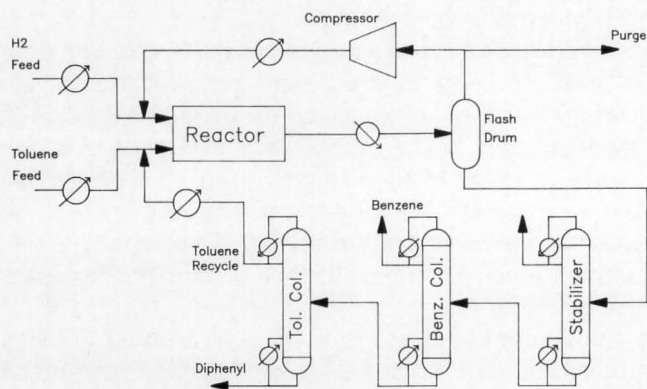 Compressor
H2
Feed
Purge
Reactor
Flash
Drum
Toluene
Feed
Toluene
Recycle
Benzene
Tol. Col.
Benz. Col.
Stabilizer
Diphenyl